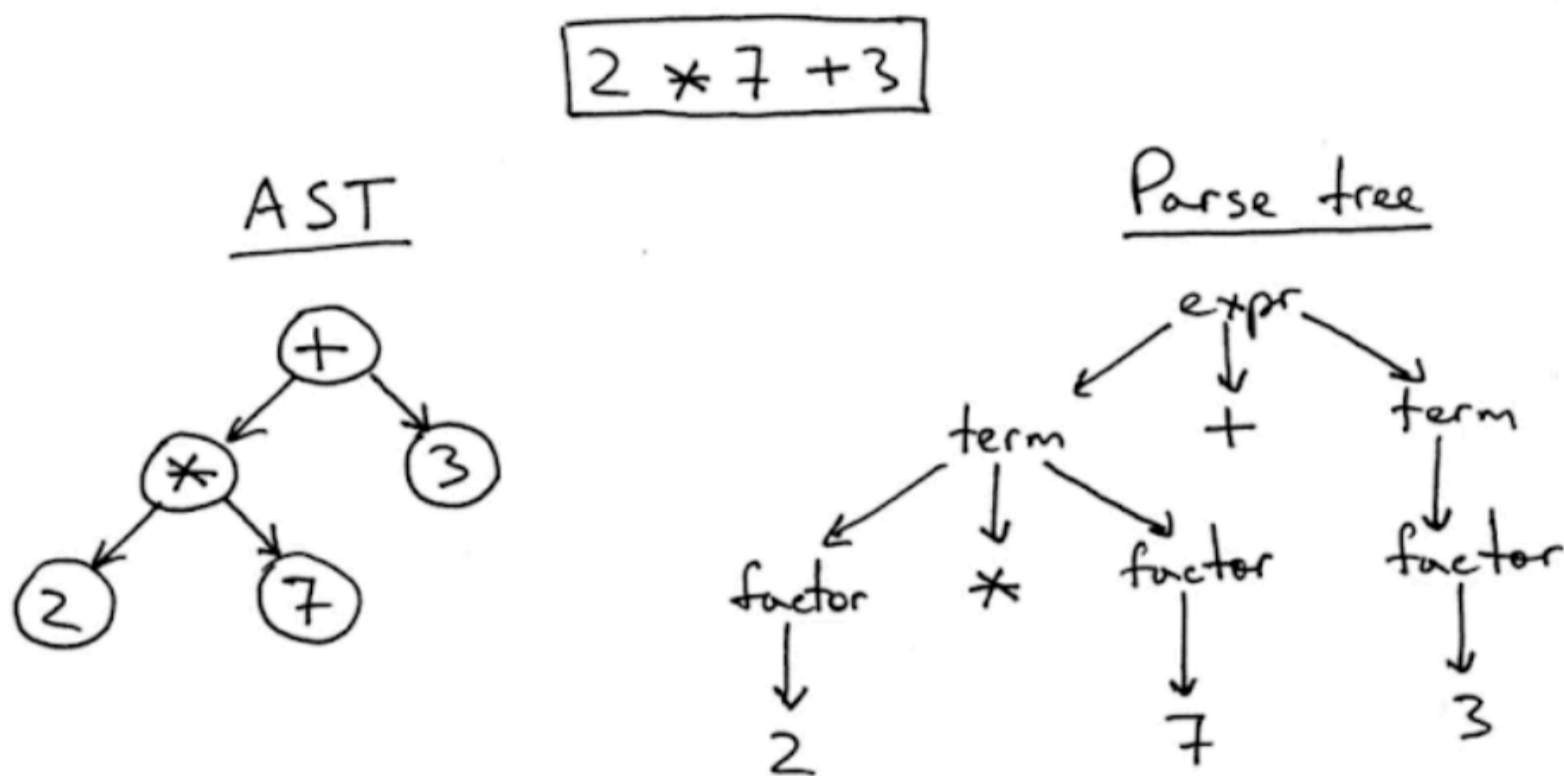 2 * 7 + 3
AST
Parse tree
+
* 3
2 7
expr
term + term
factor * factor factor
2 7 3